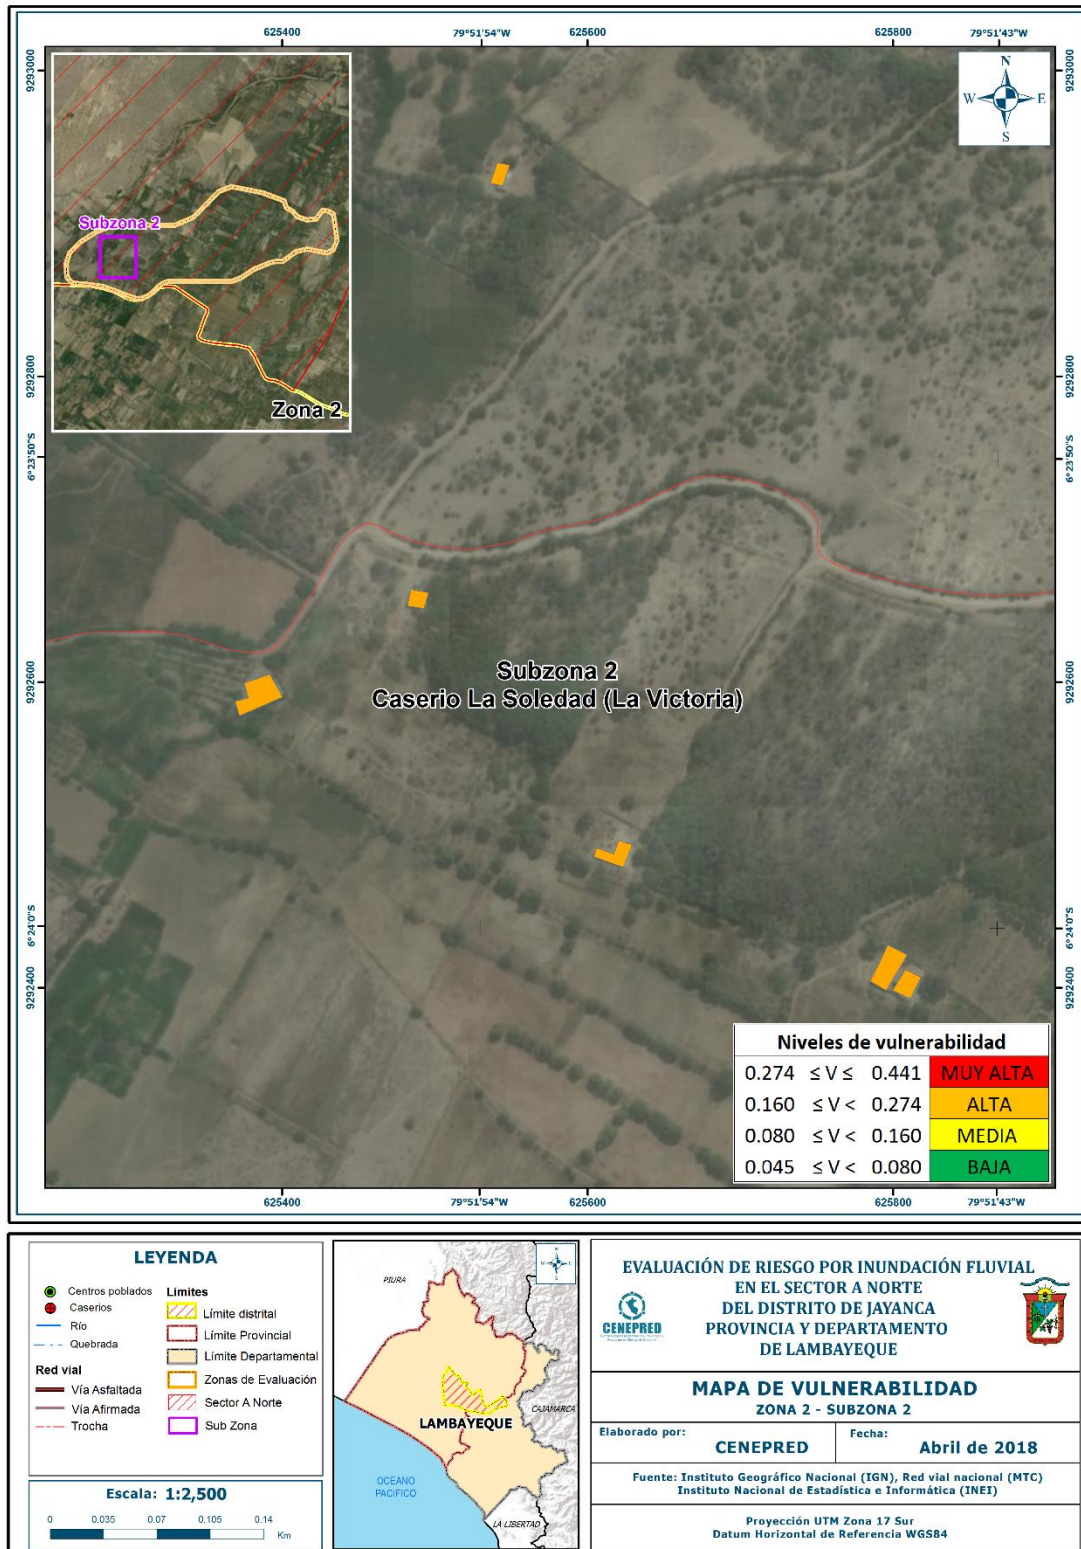 625400
79°51'54"W
625600
625800
79°51'43"W
9293000
9293000
N
W
E
S
Subzona 2
Zona 2
9292800
9292800
6°23'50"S
6°23'50"S
9292600
9292600
Subzona 2
Caserio La Soledad (La Victoria)
6°24'0"S
6°24'0"S
9292400
9292400
Niveles de vulnerabilidad
0.274 ≤ V ≤ 0.441 MUY ALTA
0.160 ≤ V < 0.274 ALTA
0.080 ≤ V < 0.160 MEDIA
0.045 ≤ V < 0.080 BAJA
625400
79°51'54"W
625600
625800
79°51'43"W
LEYENDA
Centros poblados
Caserios
Río
Quebrada
Red vial
Vía Asfaltada
Vía Afirmada
Trocha
Límites
Límite distrital
Límite Provincial
Límite Departamental
Zonas de Evaluación
Sector A Norte
Sub Zona
Escala: 1:2,500
0 0.035 0.07 0.105 0.14
Km
PIURA
LAMBAYEQUE
CAJAMARCA
OCEANO
PACIFICO
LA LIBERTAD
EVALUACIÓN DE RIESGO POR INUNDACIÓN FLUVIAL
EN EL SECTOR A NORTE
DEL DISTRITO DE JAYANCA
PROVINCIA Y DEPARTAMENTO
DE LAMBAYEQUE
CENEPRED
MAPA DE VULNERABILIDAD
ZONA 2 - SUBZONA 2
Elaborado por:
CENEPRED
Fecha:
Abril de 2018
Fuente: Instituto Geográfico Nacional (IGN), Red vial nacional (MTC)
Instituto Nacional de Estadística e Informática (INEI)
Proyección UTM Zona 17 Sur
Datum Horizontal de Referencia WGS84